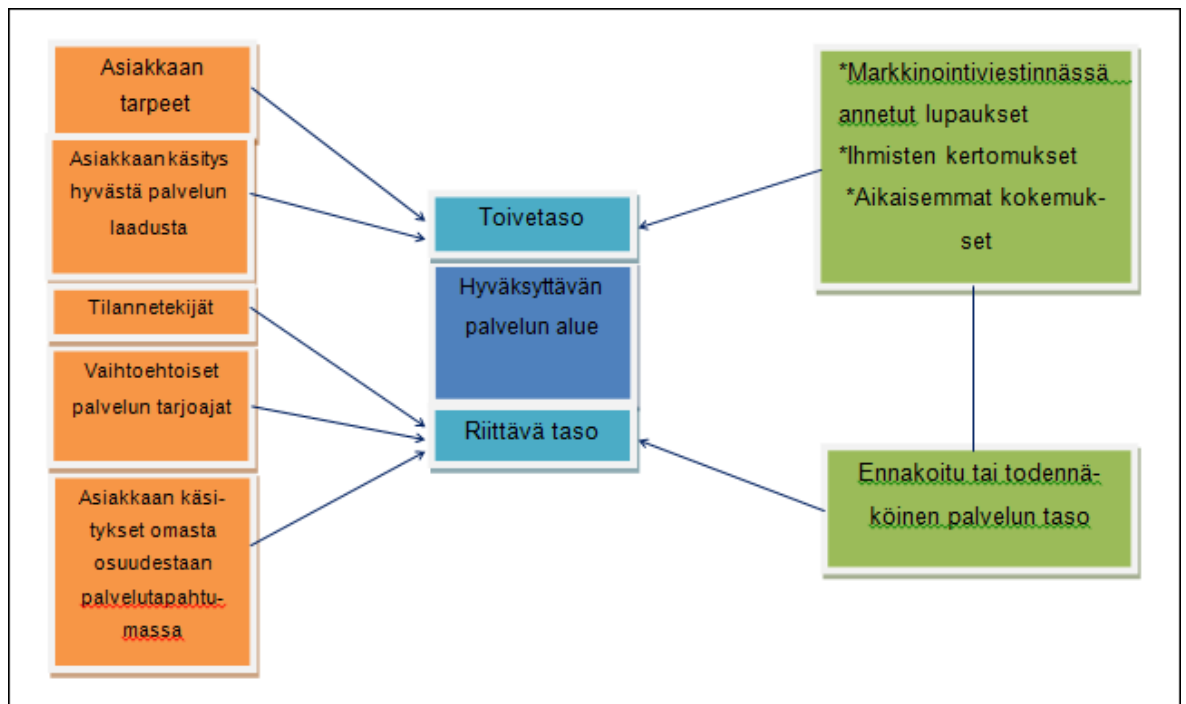 Asiakkaan
tarpeet
Asiakkaan käsitys
hyvästä palvelun
laadusta
Tilannetekijät
Vaihtoehtoiset
palvelun tarjoajat
Asiakkaan käsi-
tykset omasta
osuudestaan
palvelutapahtu-
massa
Toivetaso
Hyväksyttävän
palvelun alue
Riittävä taso
*Markkinointiviestinnässä
annetut lupaukset
*Ihmisten kertomukset
*Aikaisemmat kokemuk-
set
Ennakoitu tai todennä-
köinen palvelun taso